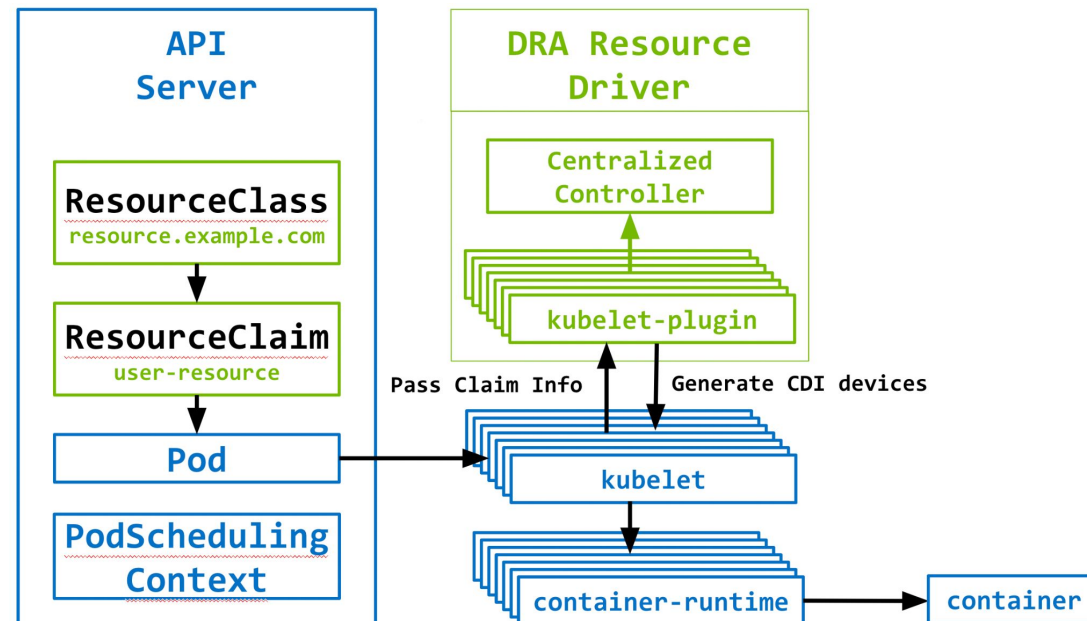 API
Server
ResourceClass
resource.example.com
ResourceClaim
user-resource
Pod
PodScheduling
Context
DRA Resource
Driver
Centralized
Controller
kubelet-plugin
Pass Claim Info
Generate CDI devices
kubelet
container-runtime
container